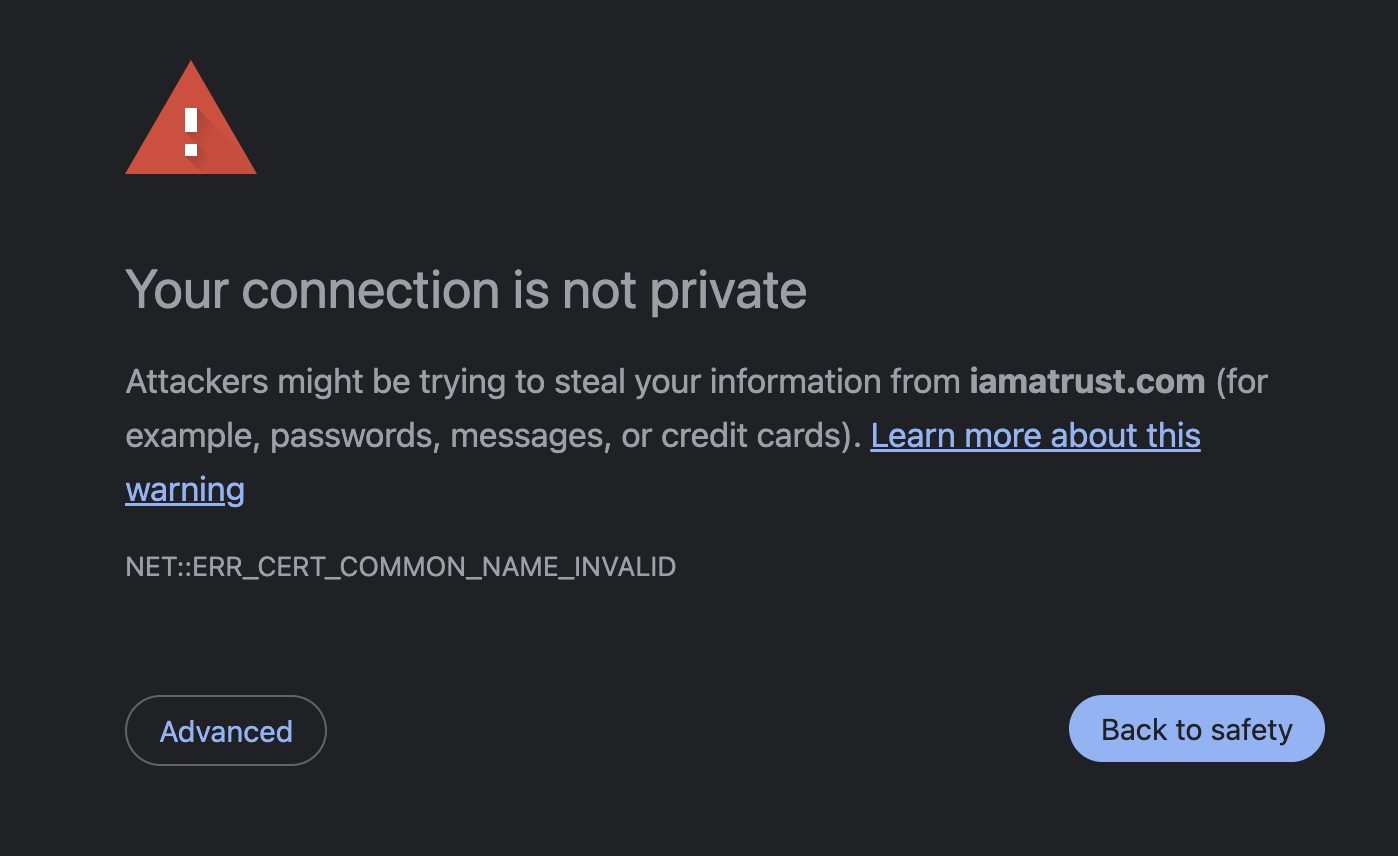 Your connection is not private
Attackers might be trying to steal your information from iamatrust.com (for
example, passwords, messages, or credit cards). Learn more about this
warning
NET::ERR_CERT_COMMON_NAME_INVALID
Advanced
Back to safety